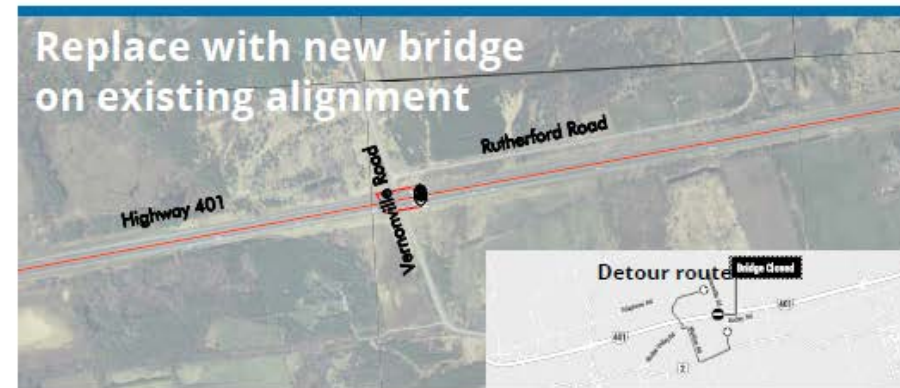 Replace with new bridge
on existing alignment
Rutherford Road
Vernonville Road
Highway 401
Detour route
Bridge Closed
401
401
2